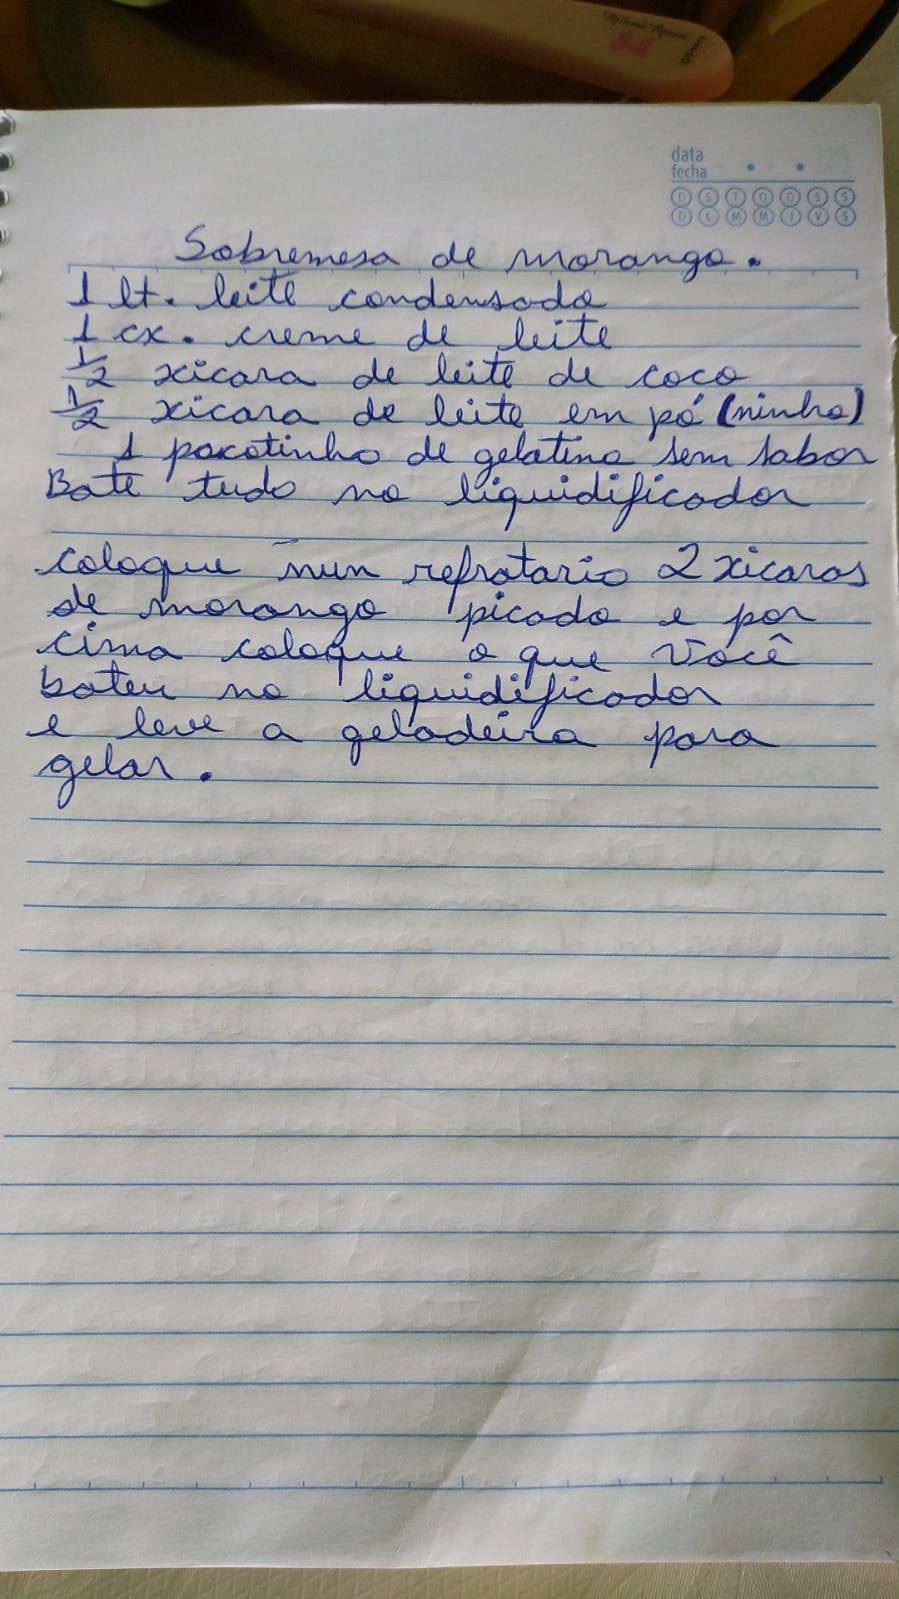 data
fecha
D S T Q Q S S
D L M M J V S
Sobremesa de morango.
1 lt. leite condensado
1 cx. creme de leite
1/2 xicara de leite de coco
1/2 xicara de leite em pó (ninho)
1 pacotinho de gelatina sem sabor
Bate tudo no liquidificador
coloque num refratario 2 xicaras
de morango picado e por
cima coloque o que você
bateu no liquidificador
e leve a geladeira para
gelar.